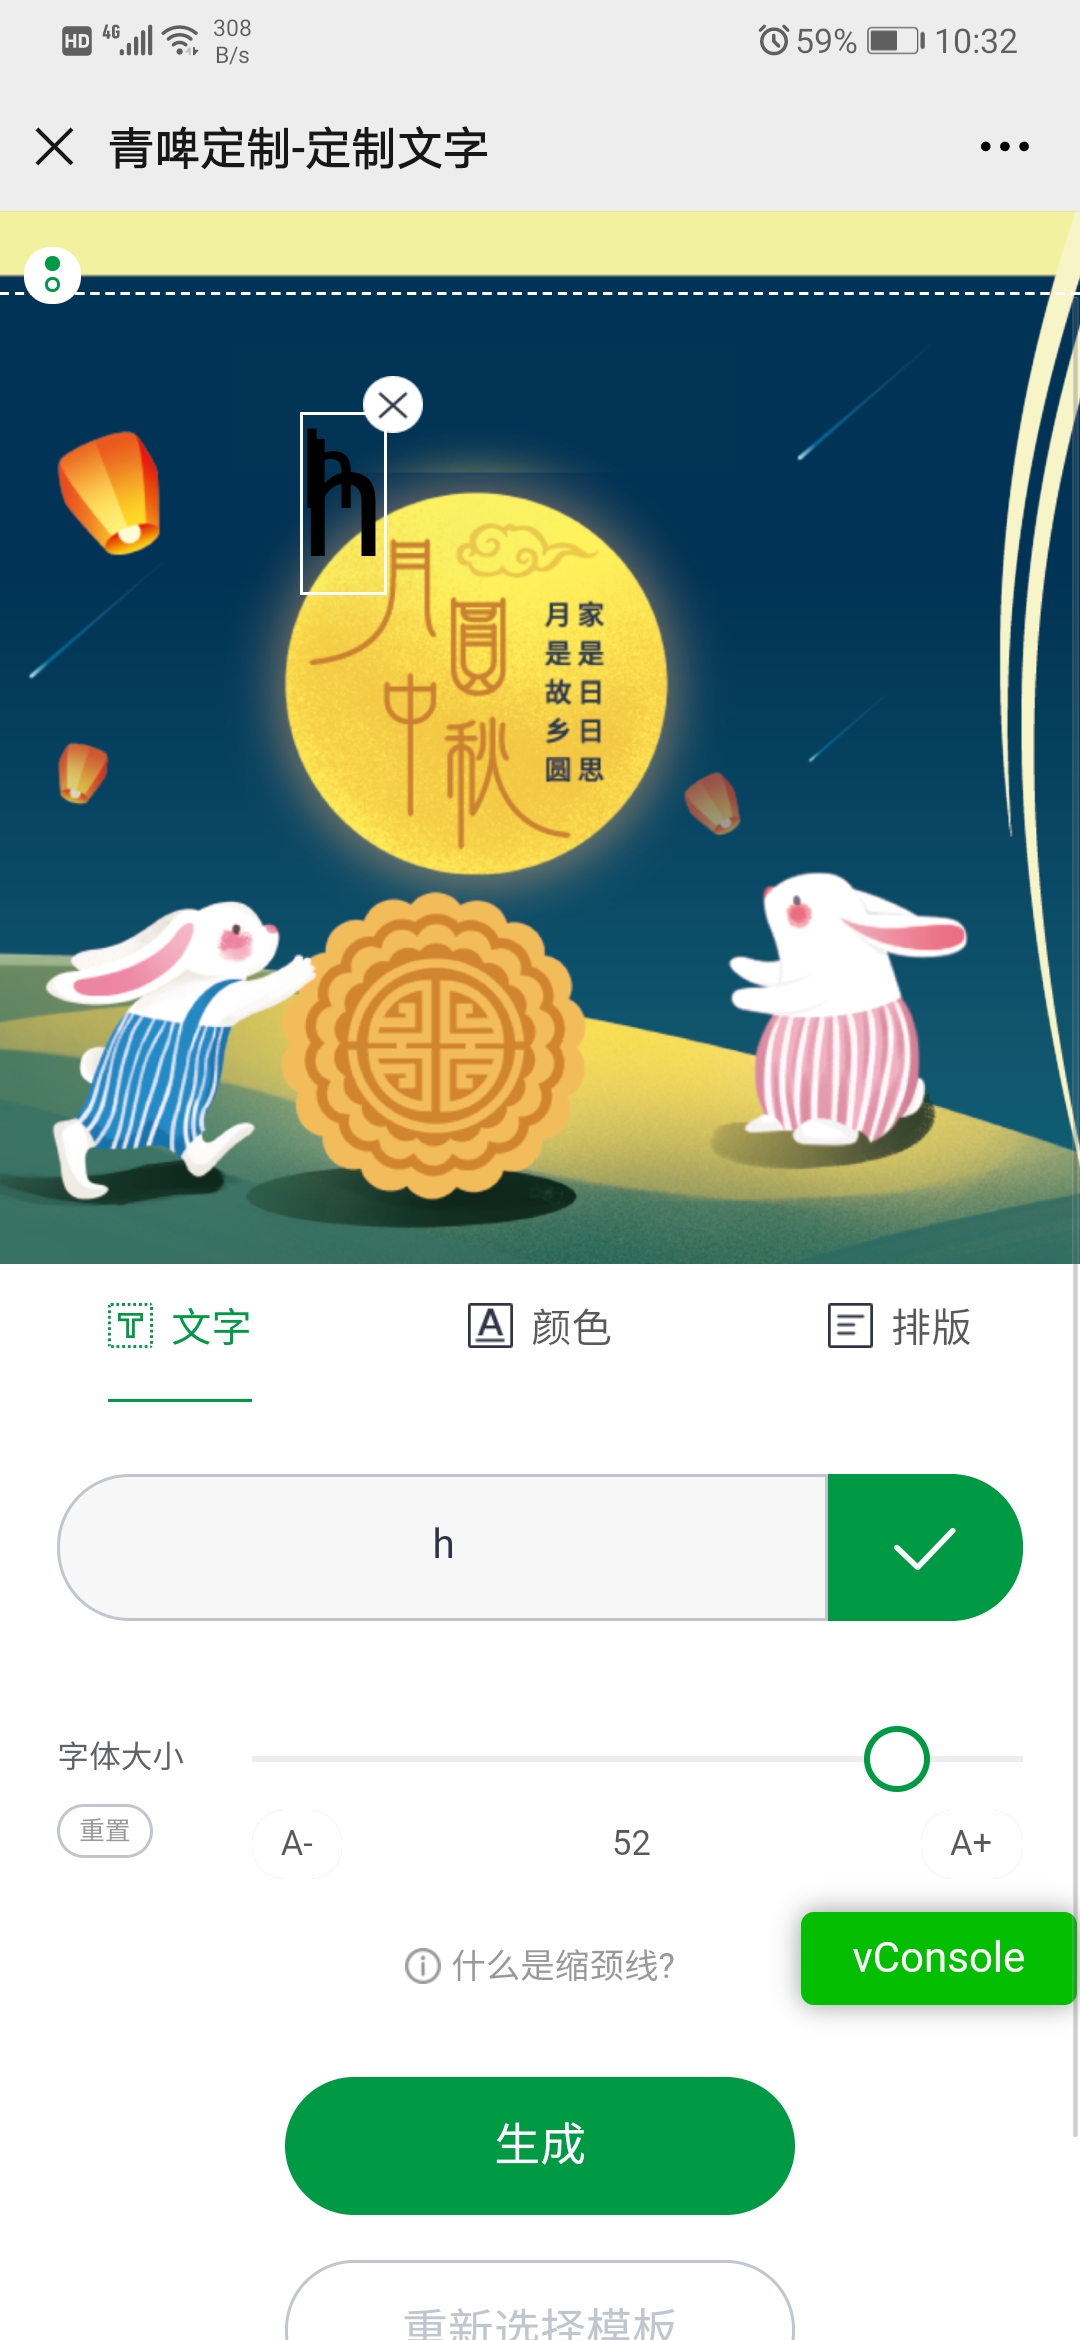 HD 4G 308 B/s 59% 10:32
青啤定制-定制文字
h
h
月圓
中秋
家是日日思
月是故乡圆
文字 颜色 排版
h
字体大小
重置 A- 52 A+
什么是缩颈线?
vConsole
生成
重新选择模板